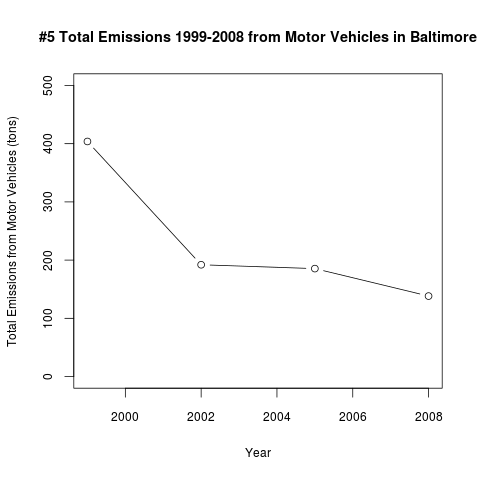 #5 Total Emissions 1999-2008 from Motor Vehicles in Baltimore
Total Emissions from Motor Vehicles (tons)
500
400
300
200
100
0
2000 2002 2004 2006 2008
Year